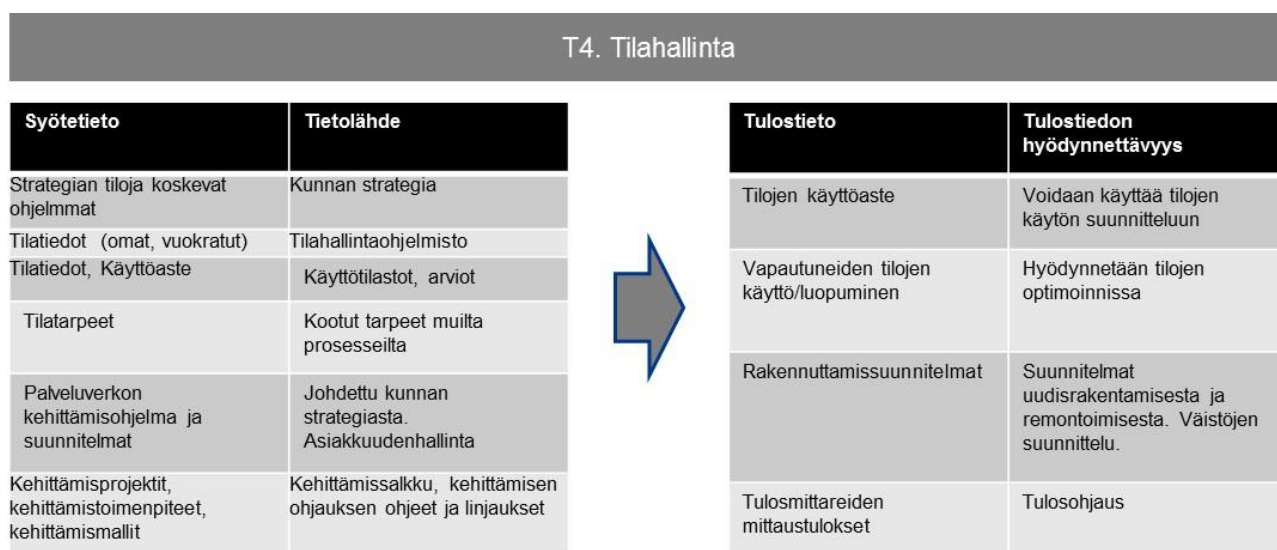 T4. Tilahallinta
Syötetieto
Tietolähde
Strategian tiloja koskevat
ohjelmmat
Kunnan strategia
Tilatiedot (omat, vuokratut)
Tilahallintaohjelmisto
Tilatiedot, Käyttöaste
Käyttötilastot, arviot
Tilatarpeet
Kootut tarpeet muilta
prosesseilta
Palveluverkon
kehittämisohjelma ja
suunnitelmat
Johdettu kunnan
strategiasta.
Asiakkuudenhallinta
Kehittämisprojektit,
kehittämistoimenpiteet,
kehittämismallit
Kehittämissalkku, kehittämisen
ohjauksen ohjeet ja linjaukset
Tulostieto
Tulostiedon
hyödynnettävyys
Tilojen käyttöaste
Voidaan käyttää tilojen
käytön suunnitteluun
Vapautuneiden tilojen
käyttö/luopuminen
Hyödynnetään tilojen
optimoinnissa
Rakennuttamissuunnitelmat
Suunnitelmat
uudisrakentamisesta ja
remontoimisesta. Väistöjen
suunnittelu.
Tulosmittareiden
mittaustulokset
Tulosohjaus